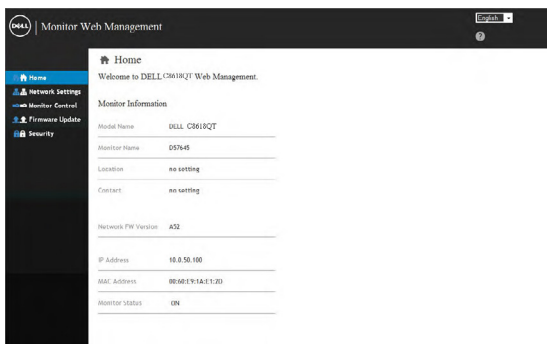 DELL | Monitor Web Management
English
Home
Network Settings
Monitor Control
Firmware Update
Security
Home
Welcome to DELL C8618QT Web Management.
Monitor Information
Model Name DELL C8618QT
Monitor Name D57645
Location no setting
Contact no setting
Network FW Version A52
IP Address 10.0.50.100
MAC Address 00:60:E9:1A:E1:2D
Monitor Status ON